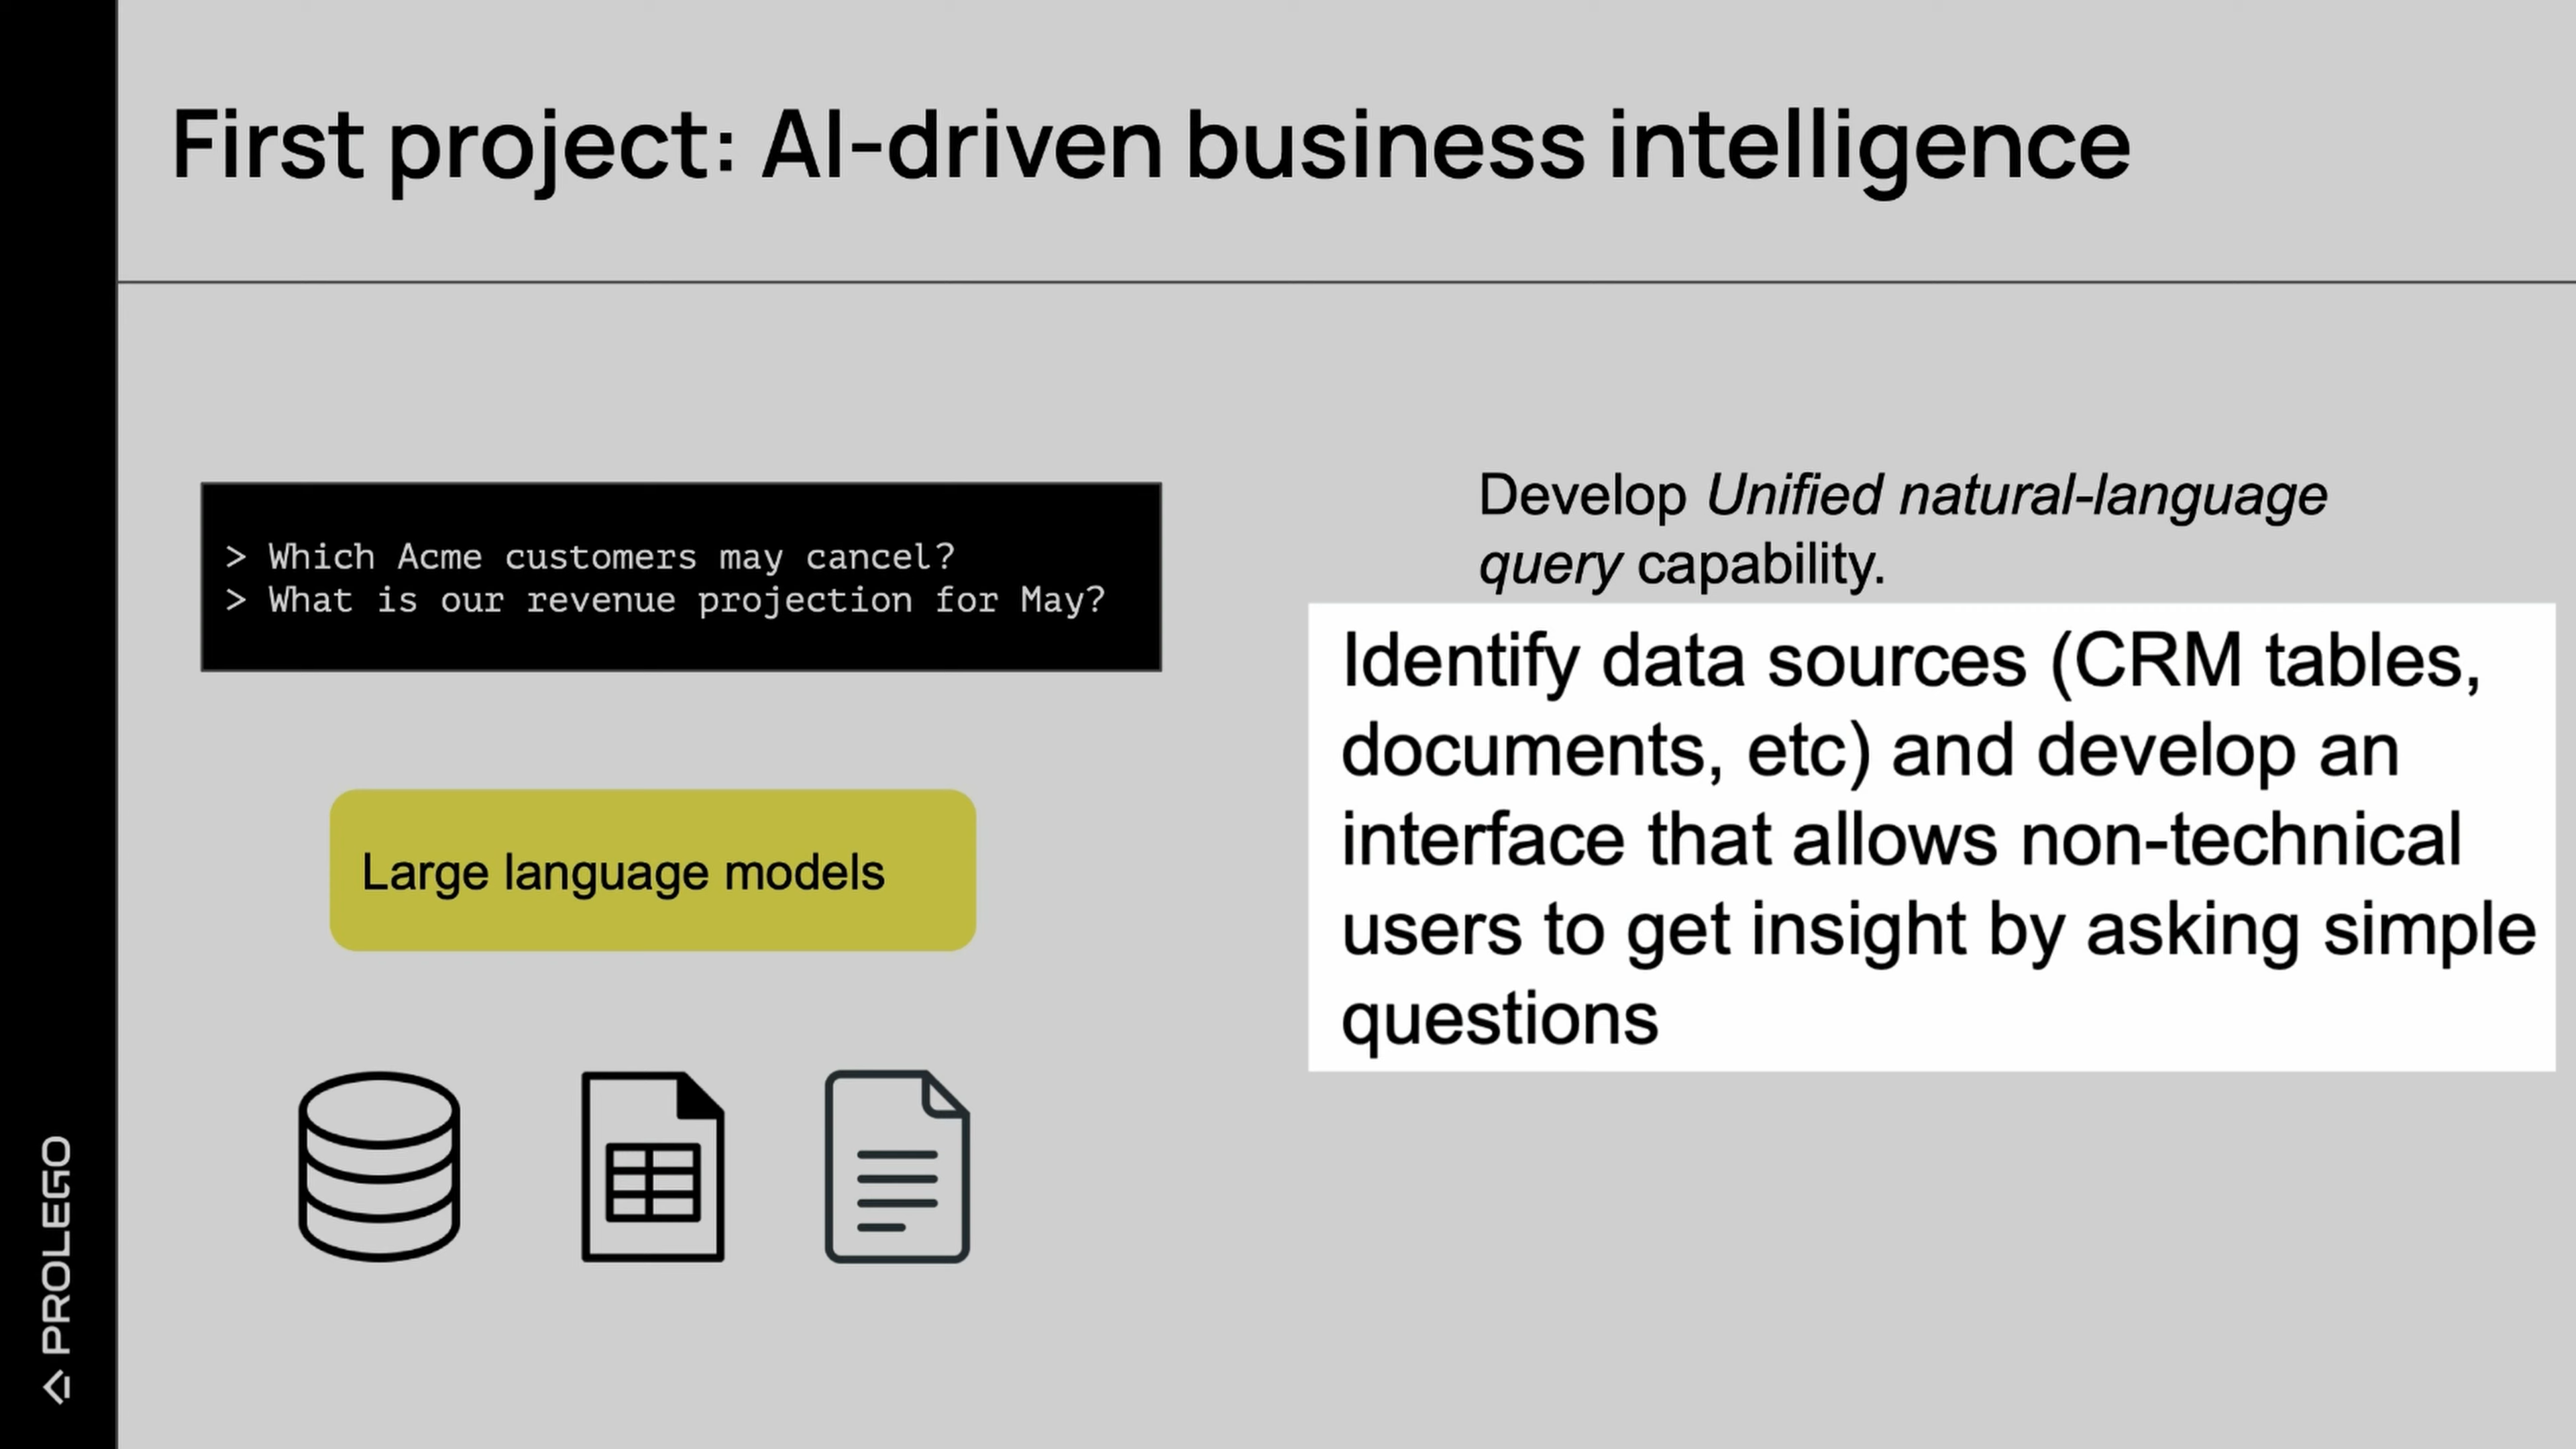 First project: AI-driven business intelligence
> Which Acme customers may cancel?
> What is our revenue projection for May?
Large language models
Develop Unified natural-language
query capability.
Identify data sources (CRM tables,
documents, etc) and develop an
interface that allows non-technical
users to get insight by asking simple
questions
PROLEGO